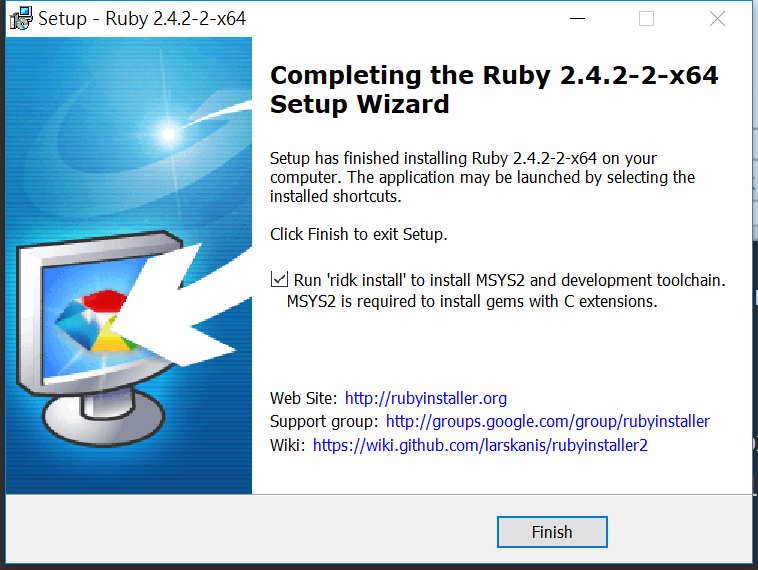 Setup - Ruby 2.4.2-2-x64
Completing the Ruby 2.4.2-2-x64
Setup Wizard
Setup has finished installing Ruby 2.4.2-2-x64 on your
computer. The application may be launched by selecting the
installed shortcuts.
Click Finish to exit Setup.
Run 'ridk install' to install MSYS2 and development toolchain.
MSYS2 is required to install gems with C extensions.
Web Site: http://rubyinstaller.org
Support group: http://groups.google.com/group/rubyinstaller
Wiki: https://wiki.github.com/larskanis/rubyinstaller2
Finish